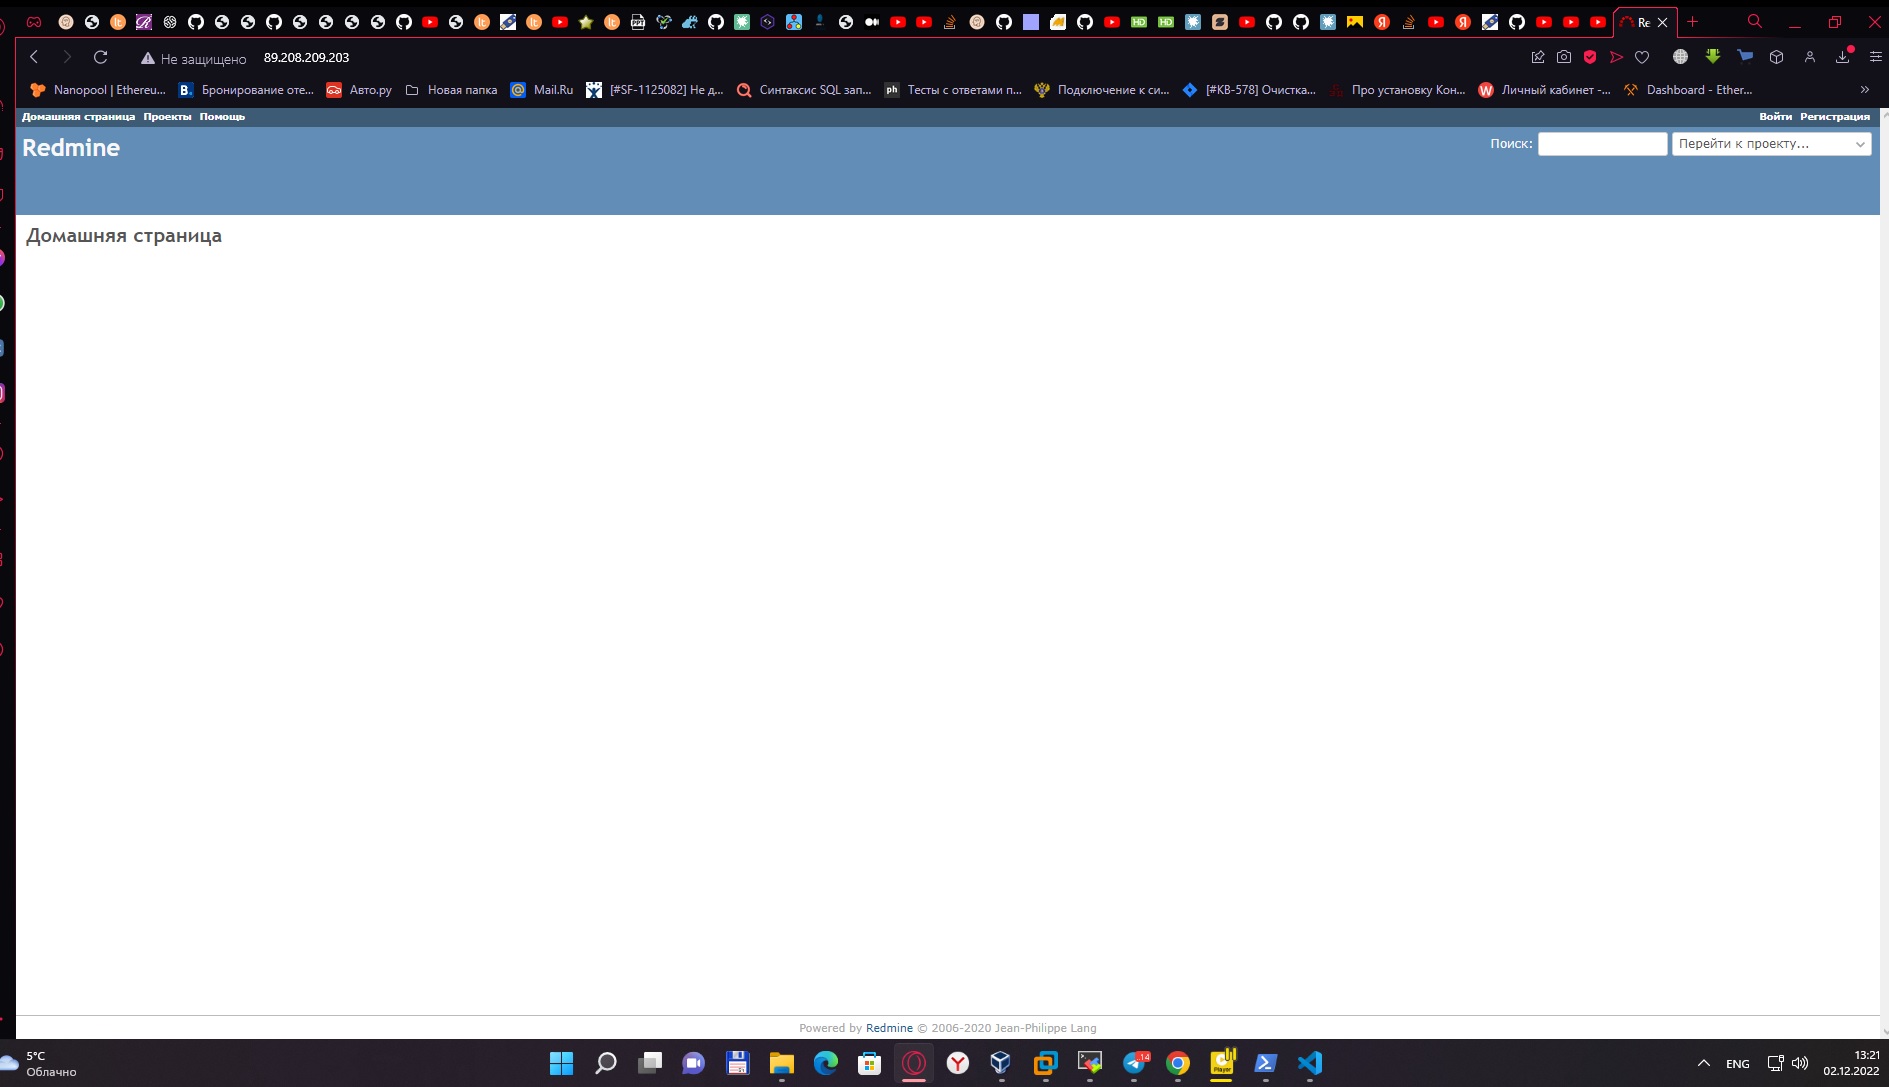 Re
Не защищено 89.208.209.203
Nanopool | Ethereu... Бронирование оте... Авто.ру Новая папка Mail.Ru [#SF-1125082] Не д... Синтаксис SQL зап... Тесты с ответами п... Подключение к си... [#KB-578] Очистка... Про установку Кон... Личный кабинет -... Dashboard - Ether...
Домашняя страница Проекты Помощь Войти Регистрация
Redmine Поиск: Перейти к проекту...
Домашняя страница
Powered by Redmine © 2006-2020 Jean-Philippe Lang
5°C
Облачно
ENG
13:21
02.12.2022